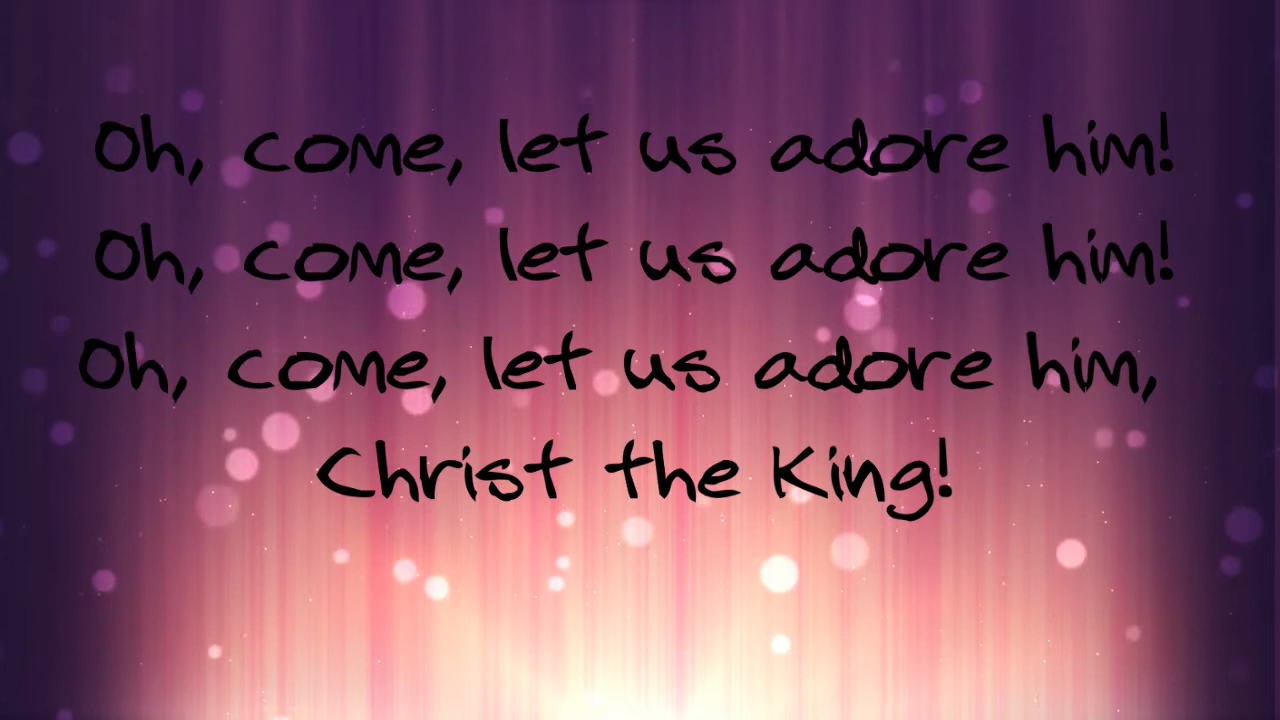 Oh, come, let us adore him!
Oh, come, let us adore him!
Oh, come, let us adore him,
Christ the King!